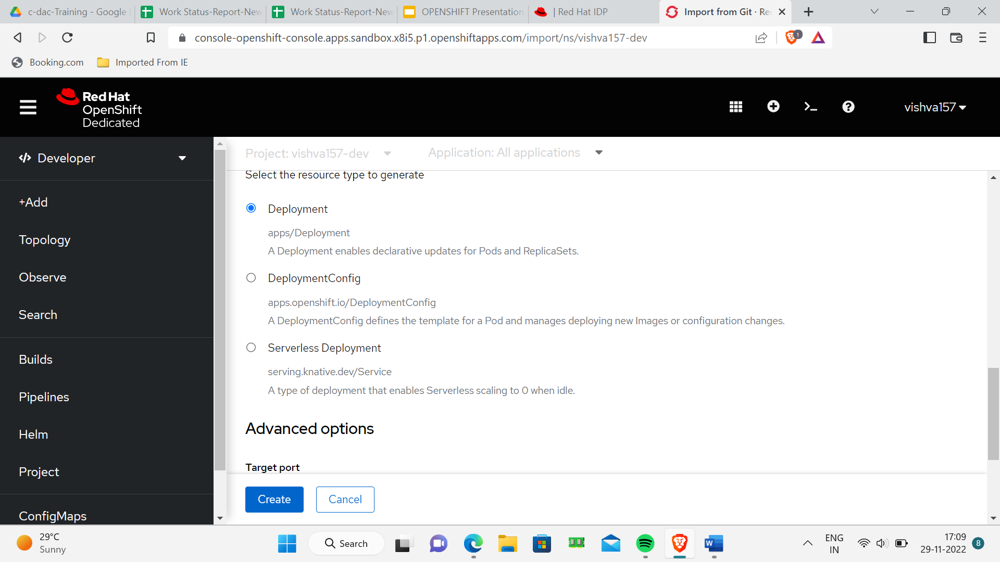 c-dac-Training - Google
Work Status-Report-New
Work Status-Report-New
OPENSHIFT Presentation
| Red Hat IDP
Import from Git · Re
console-openshift-console.apps.sandbox.x8i5.p1.openshiftapps.com/import/ns/vishva157-dev
1
Booking.com
Imported From IE
Red Hat
OpenShift
Dedicated
vishva157
Developer
+Add
Topology
Observe
Search
Builds
Pipelines
Helm
Project
ConfigMaps
Project: vishva157-dev
Application: All applications
Select the resource type to generate
Deployment
apps/Deployment
A Deployment enables declarative updates for Pods and ReplicaSets.
DeploymentConfig
apps.openshift.io/DeploymentConfig
A DeploymentConfig defines the template for a Pod and manages deploying new Images or configuration changes.
Serverless Deployment
serving.knative.dev/Service
A type of deployment that enables Serverless scaling to 0 when idle.
Advanced options
Target port
Create
Cancel
29°C
Sunny
Search
W
ENG
IN
17:09
29-11-2022
8